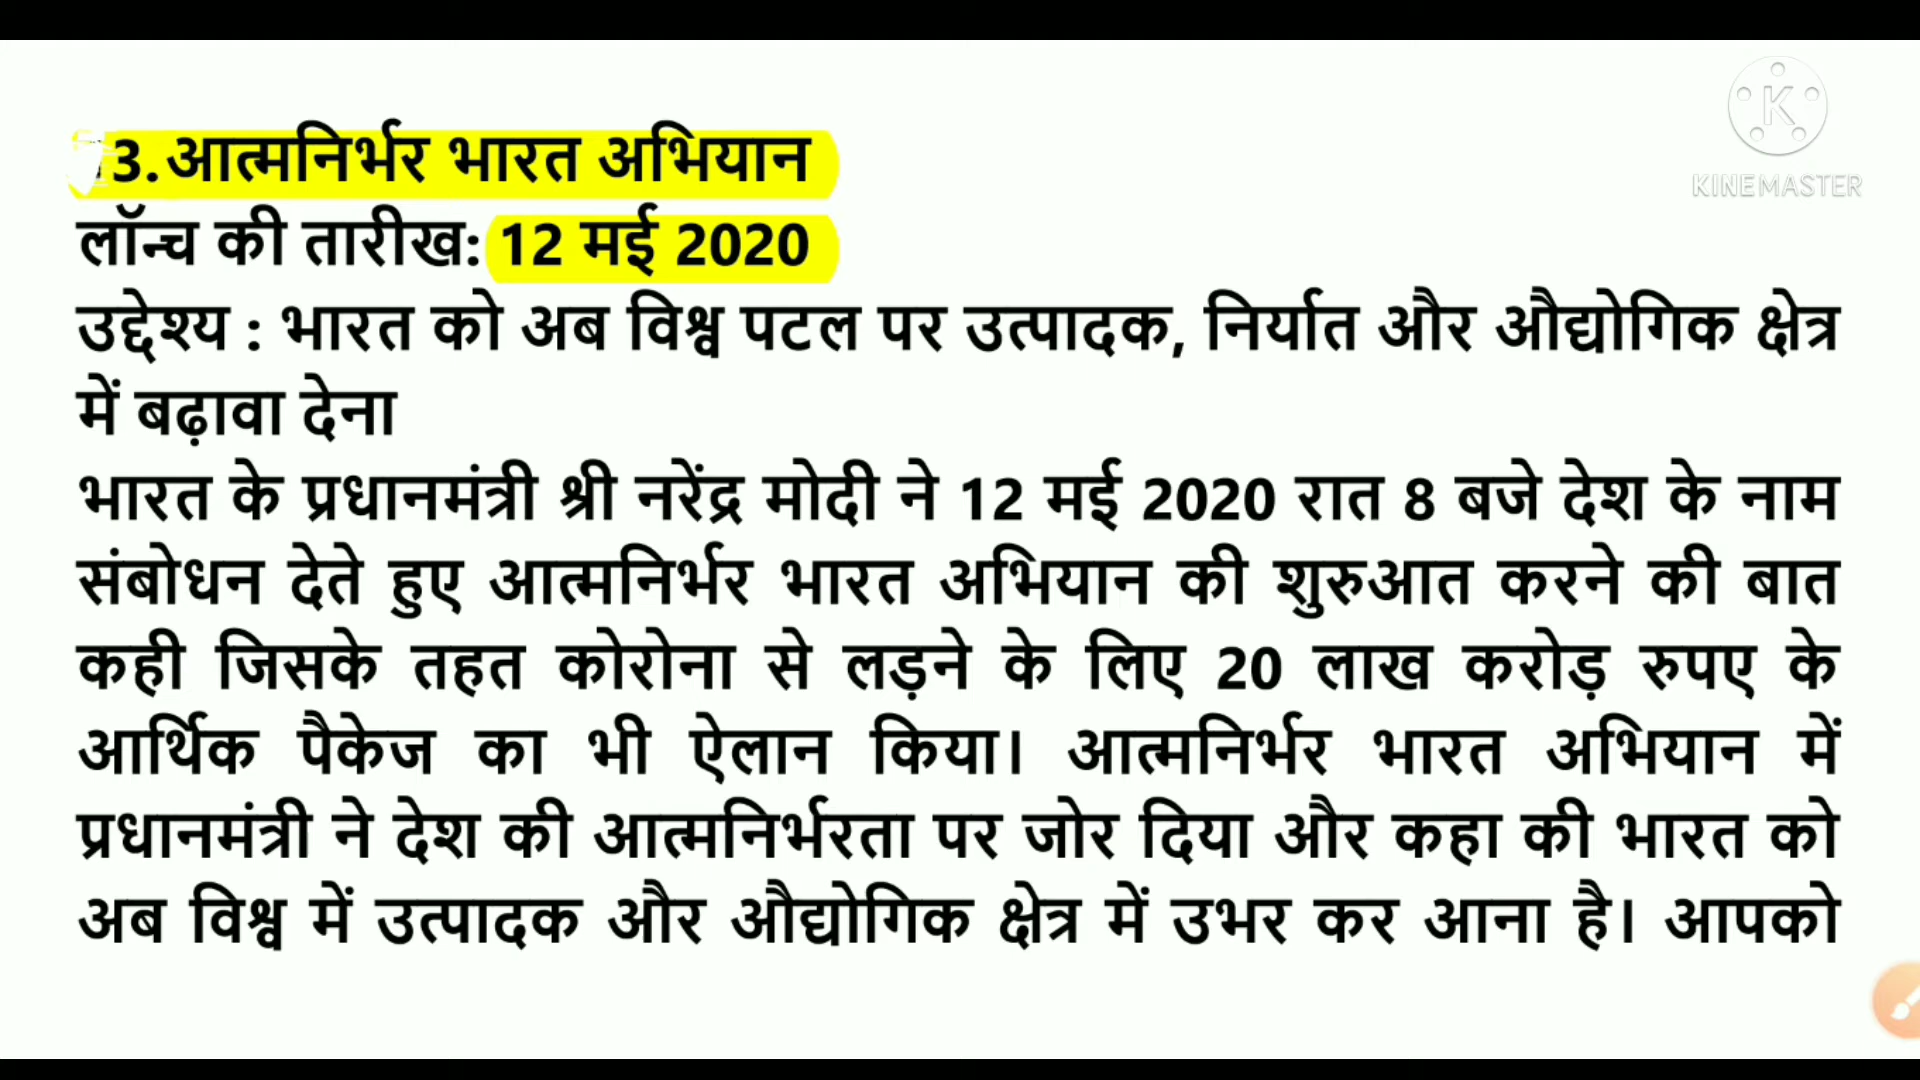 13.आत्मनिर्भर भारत अभियान
लॉन्च की तारीख: 12 मई 2020
उद्देश्य : भारत को अब विश्व पटल पर उत्पादक, निर्यात और औद्योगिक क्षेत्र
में बढ़ावा देना
भारत के प्रधानमंत्री श्री नरेंद्र मोदी ने 12 मई 2020 रात 8 बजे देश के नाम
संबोधन देते हुए आत्मनिर्भर भारत अभियान की शुरुआत करने की बात
कही जिसके तहत कोरोना से लड़ने के लिए 20 लाख करोड़ रुपए के
आर्थिक पैकेज का भी ऐलान किया। आत्मनिर्भर भारत अभियान में
प्रधानमंत्री ने देश की आत्मनिर्भरता पर जोर दिया और कहा की भारत को
अब विश्व में उत्पादक और औद्योगिक क्षेत्र में उभर कर आना है। आपको
K
KINEMASTER